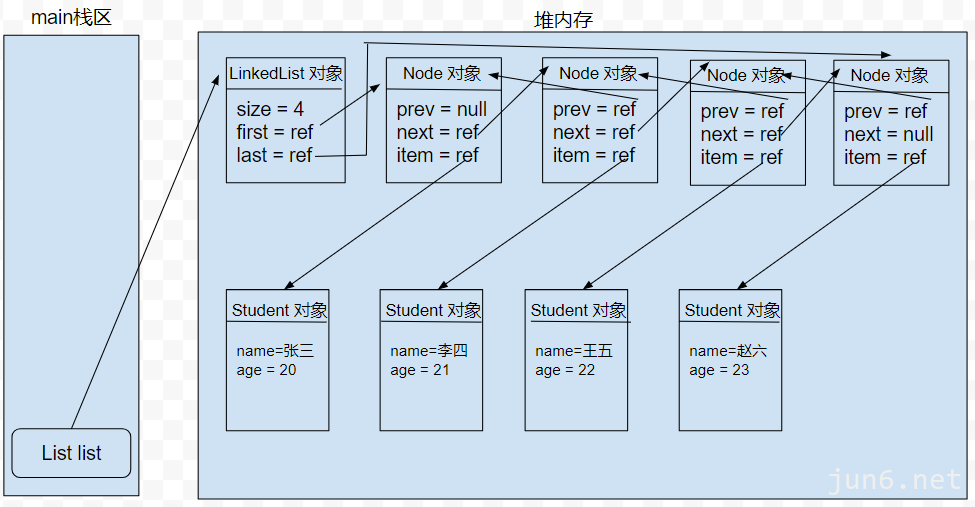 main栈区
堆内存
LinkedList 对象
size = 4
first = ref
last = ref
Node 对象
prev = null
next = ref
item = ref
Node 对象
prev = ref
next = ref
item = ref
Node 对象
prev = ref
next = ref
item = ref
Node 对象
prev = ref
next = null
item = ref
Student 对象
name=张三
age = 20
Student 对象
name=李四
age = 21
Student 对象
name=王五
age = 22
Student 对象
name=赵六
age = 23
List list
jun6.net